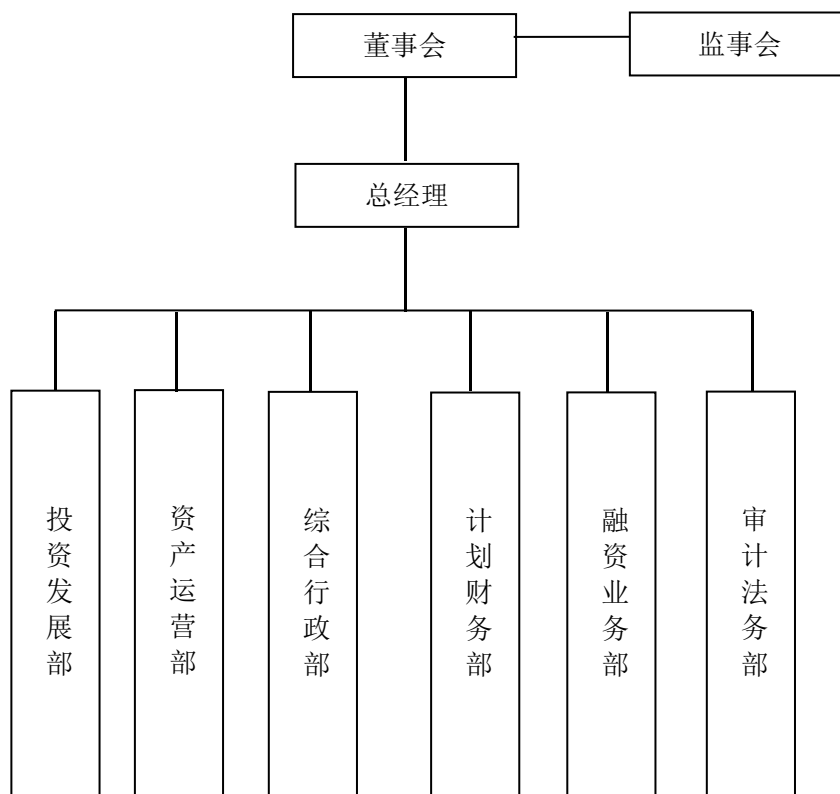 董事会
监事会
总经理
投资发展部
资产运营部
综合行政部
计划财务部
融资业务部
审计法务部